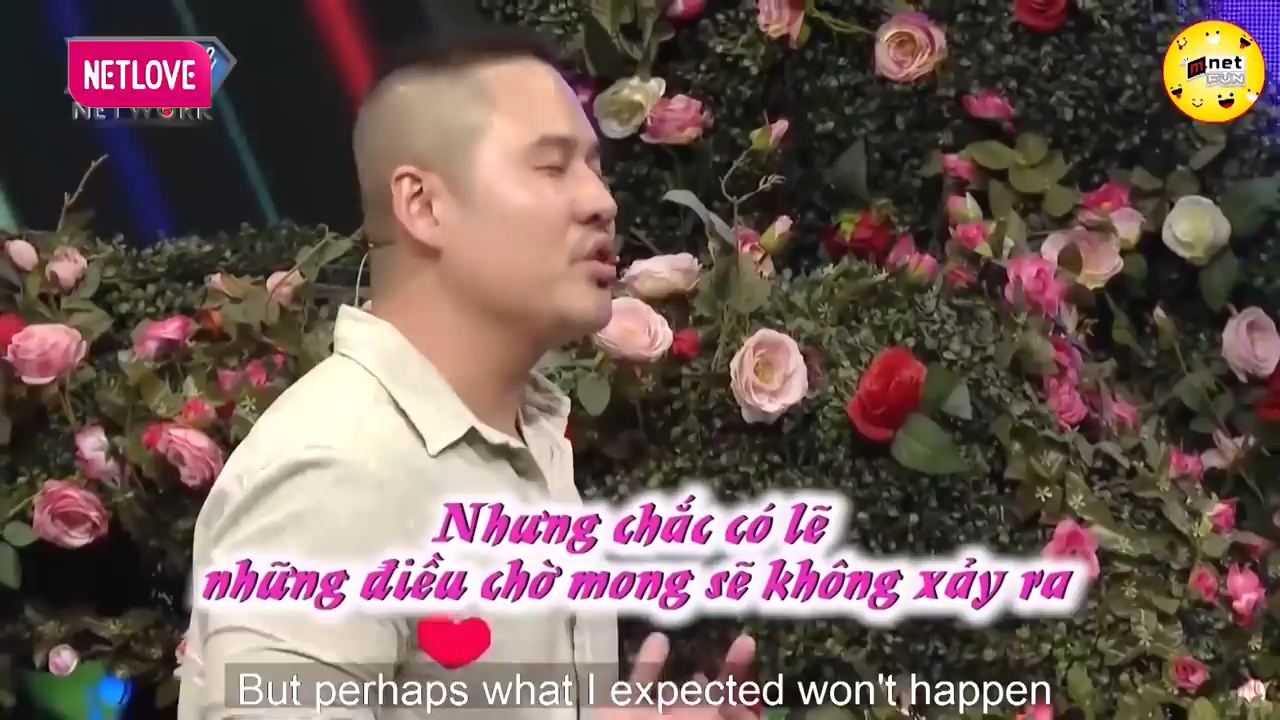 NETLOVE
NETWORK
mnet
FUN
Nhưng chắc có lẽ
những điều chờ mong sẽ không xảy ra
But perhaps what I expected won't happen